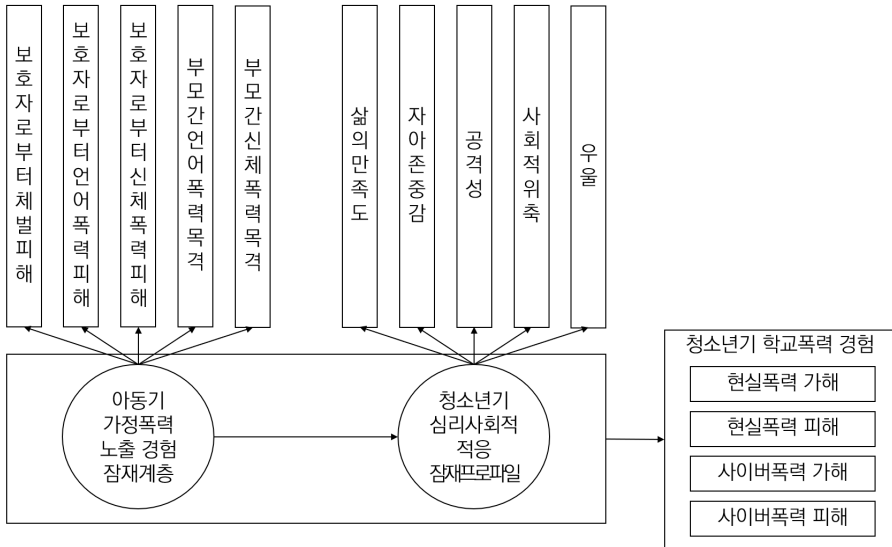 보호자로부터체벌피해
보호자로부터언어폭력피해
보호자로부터신체폭력피해
부모간언어폭력목격
부모간신체폭력목격
삶의만족도
자아존중감
공격성
사회적위축
우울
아동기
가정폭력
노출 경험
잠재계층
청소년기
심리사회적
적응
잠재프로파일
청소년기 학교폭력 경험
현실폭력 가해
현실폭력 피해
사이버폭력 가해
사이버폭력 피해